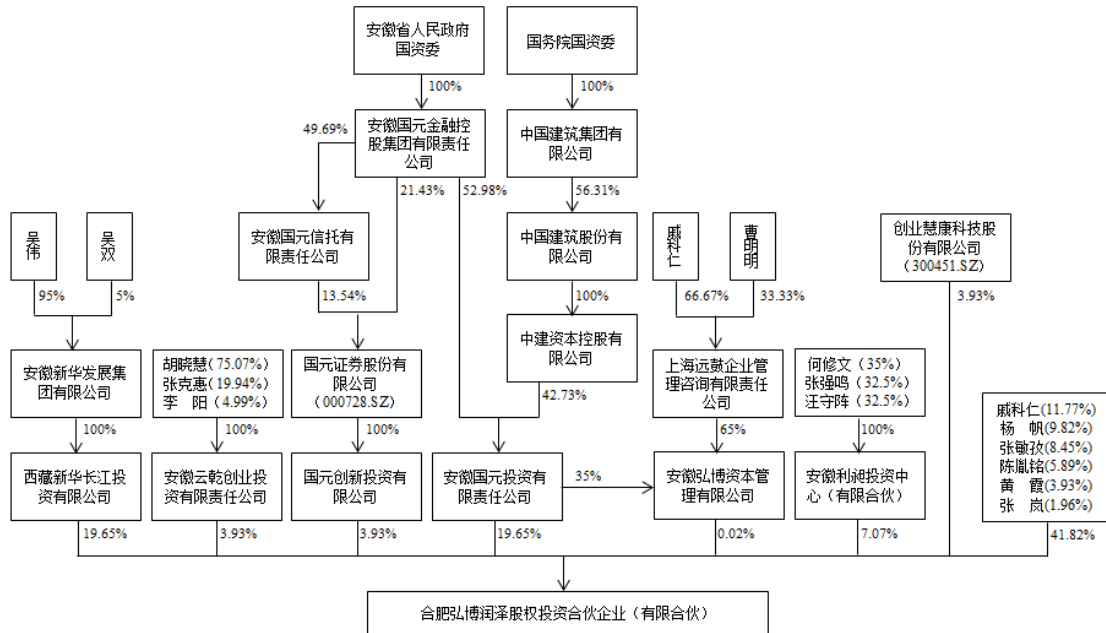 安徽省人民政府
国资委
国务院国资委
100%
100%
49.69%
安徽国元金融控
股集团有限责任
公司
中国建筑集团有
限公司
21.43%
52.98%
56.31%
吴伟
吴双
安徽国元信托有
限责任公司
中国建筑股份有
限公司
戚科仁
曹明明
创业慧康科技股
份有限公司
（300451.SZ）
95%
5%
13.54%
100%
66.67%
33.33%
3.93%
中建资本控股有
限公司
安徽新华发展集
团有限公司
胡晓慧(75.07%)
张克惠(19.94%)
李 阳(4.99%)
国元证券股份有
限公司
(000728.SZ)
上海远鼓企业管
理咨询有限责任
公司
何修文（35%）
张强鸣（32.5%）
汪守阵（32.5%）
42.73%
100%
100%
100%
65%
100%
戚科仁(11.77%)
杨 帆(9.82%)
张敏孜(8.45%)
陈胤铭(5.89%)
黄 霞(3.93%)
张 岚(1.96%)
西藏新华长江投
资有限公司
安徽云乾创业投
资有限责任公司
国元创新投资有
限公司
安徽国元投资有
限责任公司
35%
安徽弘博资本管
理有限公司
安徽利昶投资中
心（有限合伙）
19.65%
3.93%
3.93%
19.65%
0.02%
7.07%
41.82%
合肥弘博润泽股权投资合伙企业（有限合伙）